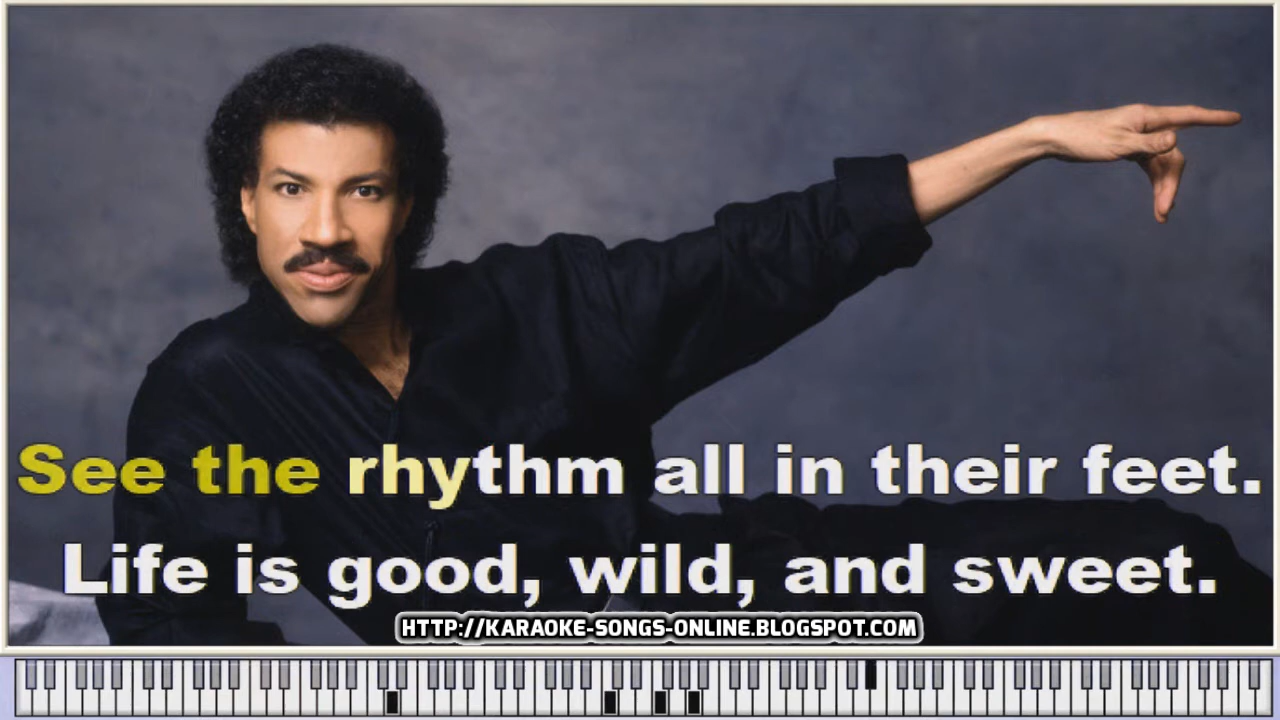 See the rhythm all in their feet.
Life is good, wild, and sweet.
HTTP://KARAOKE-SONGS-ONLINE.BLOGSPOT.COM